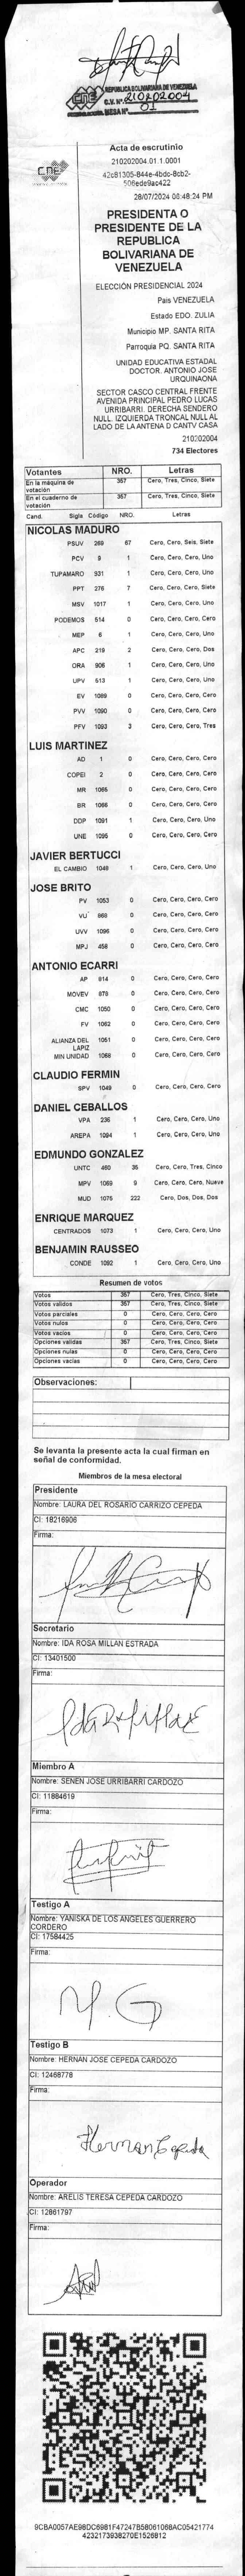 REPUBLICA BOLIVARIANA DE VENEZUELA
C.V. Nº 210202004
MESA Nº 01
CNE
Acta de escrutinio
210202004.01.1.0001
42c81305-844e-4bdc-8cb2-
506ede9ac422
28/07/2024 06:48:24 PM
PRESIDENTA O
PRESIDENTE DE LA
REPUBLICA
BOLIVARIANA DE
VENEZUELA
ELECCIÓN PRESIDENCIAL 2024
Pais VENEZUELA
Estado EDO. ZULIA
Municipio MP. SANTA RITA
Parroquia PQ. SANTA RITA
UNIDAD EDUCATIVA ESTADAL
DOCTOR. ANTONIO JOSE
URQUINAONA
SECTOR CASCO CENTRAL FRENTE
AVENIDA PRINCIPAL PEDRO LUCAS
URRIBARRI. DERECHA SENDERO
NULL. IZQUIERDA TRONCAL NULL AL
LADO DE LA ANTENA D CANTV CASA
210202004
734 Electores
Votantes NRO. Letras
En la máquina de votación 367 Cero, Tres, Cinco, Siete
En el cuaderno de votación 357 Cero, Tres, Cinco, Siete
Cand. Sigla Código NRO. Letras
NICOLAS MADURO
PSUV 269 67 Cero, Cero, Seis, Siete
PCV 9 1 Cero, Cero, Cero, Uno
TUPAMARO 931 1 Cero, Cero, Cero, Uno
PPT 276 7 Cero, Cero, Cero, Siete
MSV 1017 1 Cero, Cero, Cero, Uno
PODEMOS 514 0 Cero, Cero, Cero, Cero
MEP 6 1 Cero, Cero, Cero, Uno
APC 219 2 Cero, Cero, Cero, Dos
ORA 906 1 Cero, Cero, Cero, Uno
UPV 513 1 Cero, Cero, Cero, Uno
EV 1089 0 Cero, Cero, Cero, Cero
PVV 1090 0 Cero, Cero, Cero, Cero
PFV 1093 3 Cero, Cero, Cero, Tres
LUIS MARTINEZ
AD 1 0 Cero, Cero, Cero, Cero
COPEI 2 0 Cero, Cero, Cero, Cero
MR 1065 0 Cero, Cero, Cero, Cero
BR 1066 0 Cero, Cero, Cero, Cero
DDP 1091 1 Cero, Cero, Cero, Uno
UNE 1095 0 Cero, Cero, Cero, Cero
JAVIER BERTUCCI
EL CAMBIO 1049 1 Cero, Cero, Cero, Uno
JOSE BRITO
PV 1053 0 Cero, Cero, Cero, Cero
VU 868 0 Cero, Cero, Cero, Cero
UVV 1096 0 Cero, Cero, Cero, Cero
MPJ 458 0 Cero, Cero, Cero, Cero
ANTONIO ECARRI
AP 914 0 Cero, Cero, Cero, Cero
MOVEV 878 0 Cero, Cero, Cero, Cero
CMC 1050 0 Cero, Cero, Cero, Cero
FV 1062 0 Cero, Cero, Cero, Cero
ALIANZA DEL LAPIZ 1051 0 Cero, Cero, Cero, Cero
MIN UNIDAD 1068 0 Cero, Cero, Cero, Cero
CLAUDIO FERMIN
SPV 1049 0 Cero, Cero, Cero, Cero
DANIEL CEBALLOS
VPA 236 1 Cero, Cero, Cero, Uno
AREPA 1094 1 Cero, Cero, Cero, Uno
EDMUNDO GONZALEZ
UNTC 460 35 Cero, Cero, Tres, Cinco
MPV 1069 9 Cero, Cero, Cero, Nueve
MUD 1075 222 Cero, Dos, Dos, Dos
ENRIQUE MARQUEZ
CENTRADOS 1073 1 Cero, Cero, Cero, Uno
BENJAMIN RAUSSEO
CONDE 1092 1 Cero, Cero, Cero, Uno
Resumen de votos
Votos 357 Cero, Tres, Cinco, Siete
Votos validos 357 Cero, Tres, Cinco, Siete
Votos parciales 0 Cero, Cero, Cero, Cero
Votos nulos 0 Cero, Cero, Cero, Cero
Votos vacios 0 Cero, Cero, Cero, Cero
Opciones validas 357 Cero, Tres, Cinco, Siete
Opciones nulas 0 Cero, Cero, Cero, Cero
Opciones vacias 0 Cero, Cero, Cero, Cero
Observaciones:
Se levanta la presente acta la cual firman en
señal de conformidad.
Miembros de la mesa electoral
Presidente
Nombre: LAURA DEL ROSARIO CARRIZO CEPEDA
CI: 18216906
Firma:
Secretario
Nombre: IDA ROSA MILLAN ESTRADA
CI: 13401500
Firma:
Miembro A
Nombre: SENEN JOSE URRIBARRI CARDOZO
CI: 11884619
Firma:
Testigo A
Nombre: YANISKA DE LOS ANGELES GUERRERO
CORDERO
CI: 17584425
Firma:
Y.G
Testigo B
Nombre: HERNAN JOSE CEPEDA CARDOZO
CI: 12468778
Firma:
Hernan Cepeda
Operador
Nombre: ARELIS TERESA CEPEDA CARDOZO
CI: 12861797
Firma:
9CBA0057AE98DC6981F47247B58061068AC05421774
4232173938270E1526812